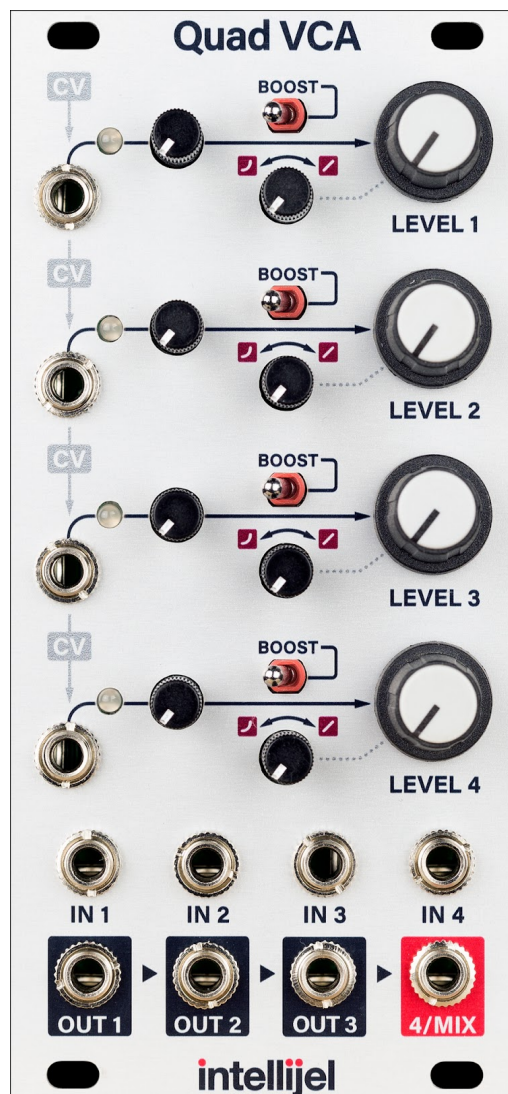 Quad VCA
CV
BOOST
LEVEL 1
CV
BOOST
LEVEL 2
CV
BOOST
LEVEL 3
CV
BOOST
LEVEL 4
IN 1 IN 2 IN 3 IN 4
OUT 1 OUT 2 OUT 3 4/MIX
intellijel